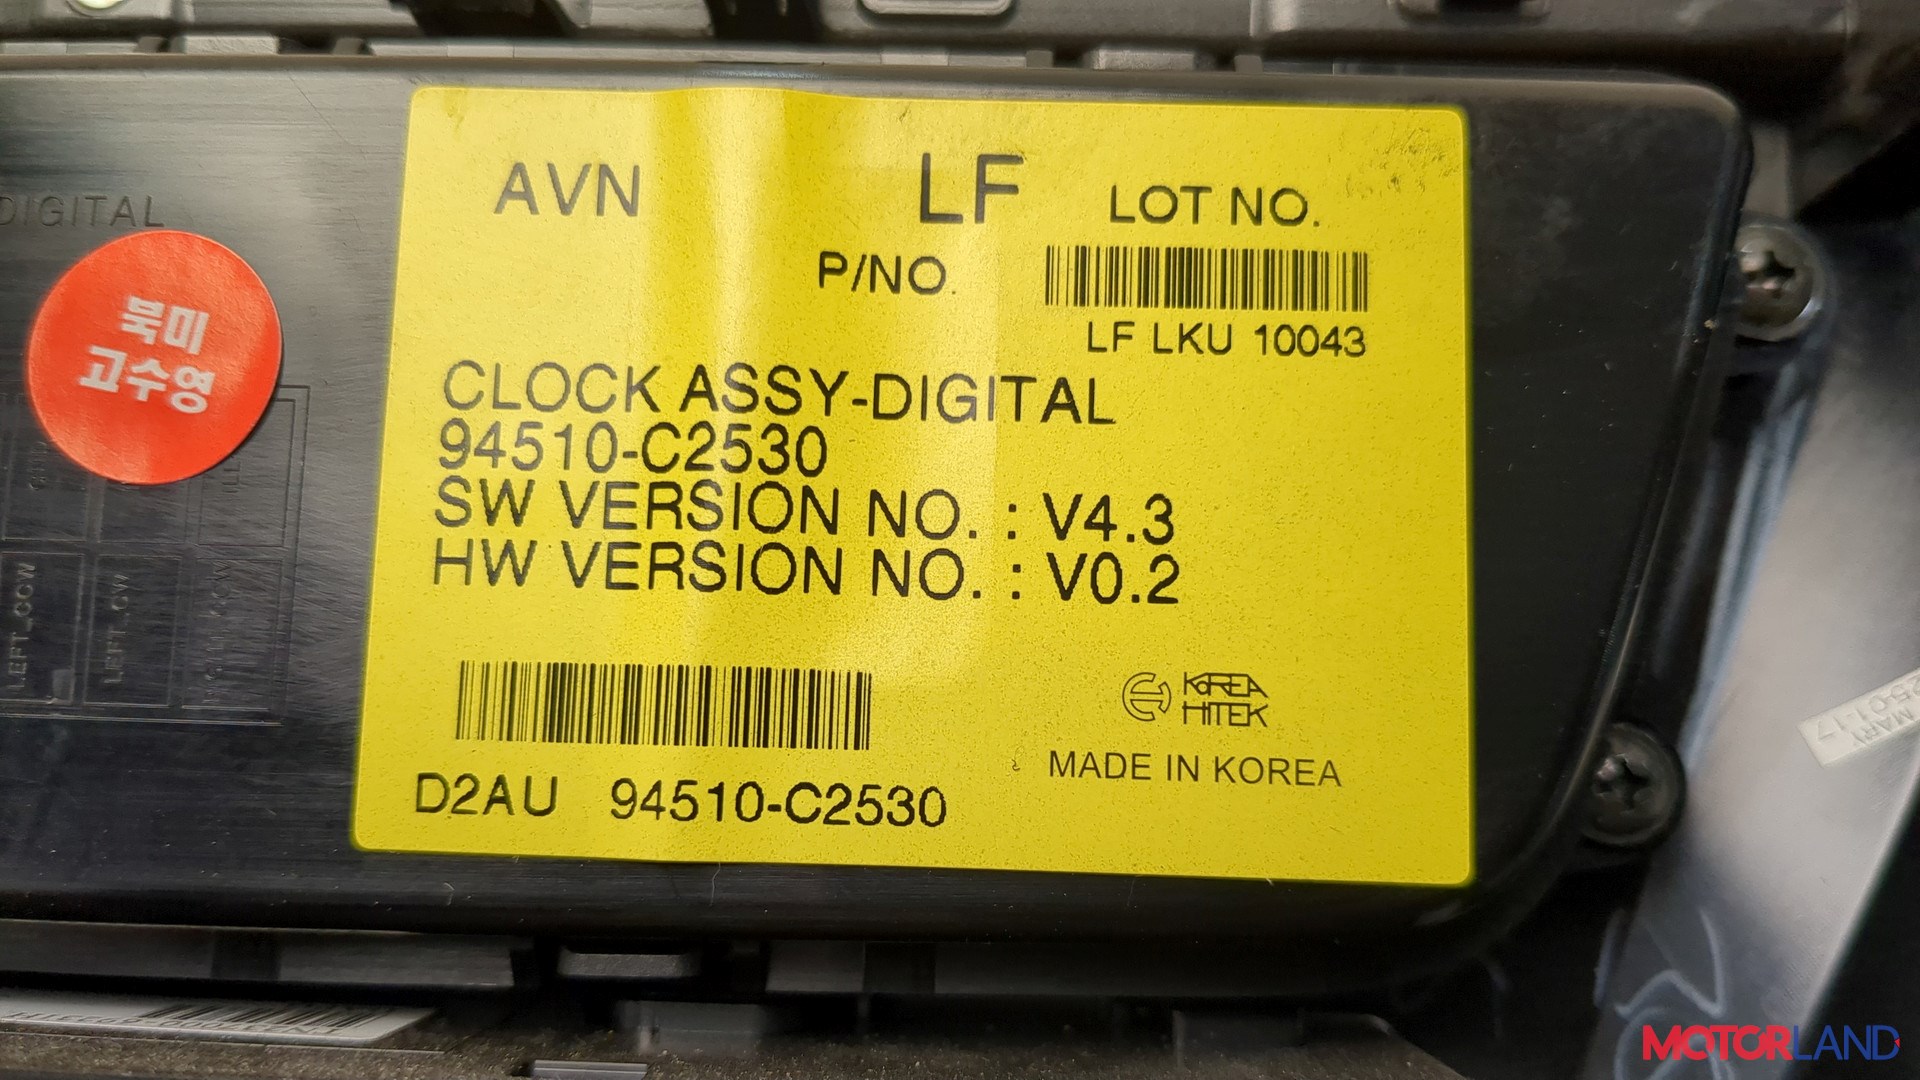 DIGITAL
북미
고수영
LEFT_CCW
LEFT_CW
AVN
LF
LOT NO.
P/NO.
LF LKU 10043
CLOCK ASSY-DIGITAL
94510-C2530
SW VERSION NO. : V4.3
HW VERSION NO. : V0.2
D2AU 94510-C2530
KOREA
HITEK
MADE IN KOREA
MOTORLAND